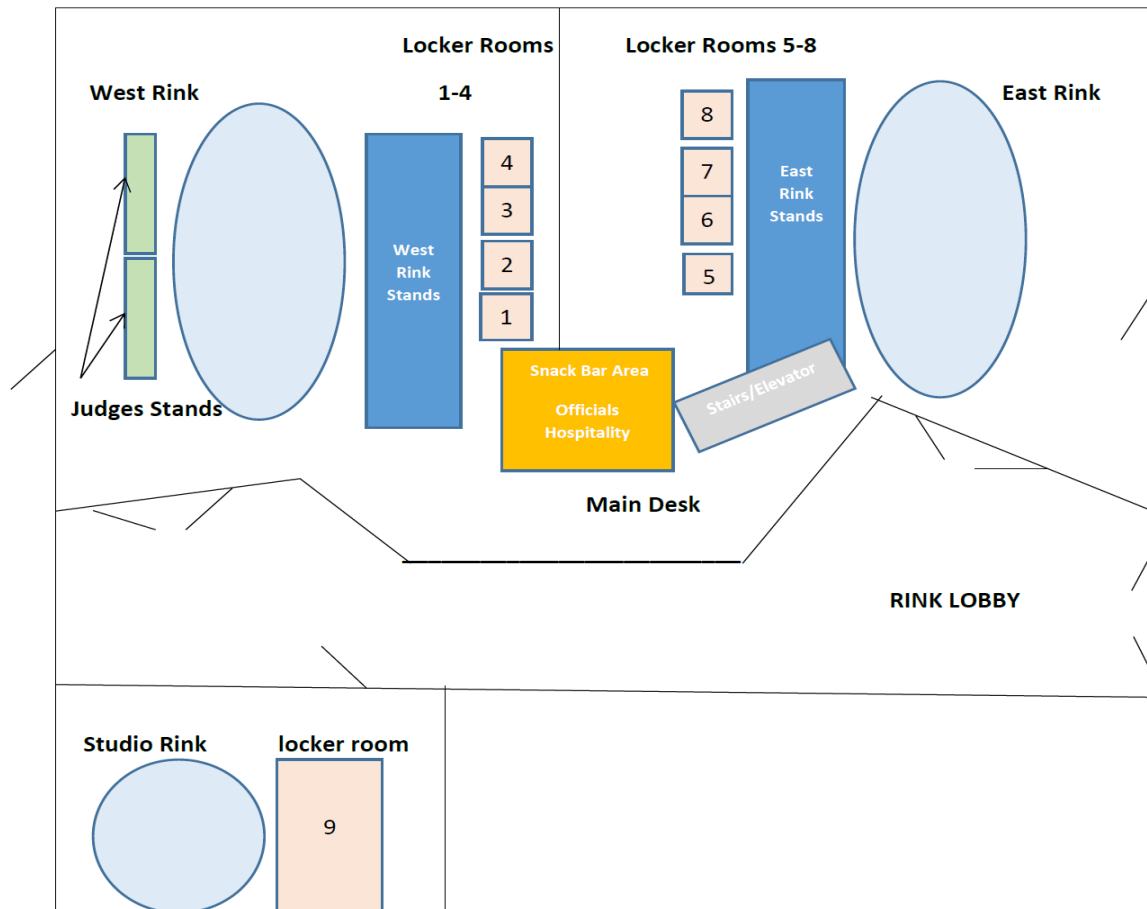 Locker Rooms
1-4
Locker Rooms 5-8
West Rink
East Rink
4
3
2
1
8
7
6
5
West
Rink
Stands
East
Rink
Stands
Judges Stands
Snack Bar Area
Officials
Hospitality
Stairs/Elevator
Main Desk
RINK LOBBY
Studio Rink
locker room
9